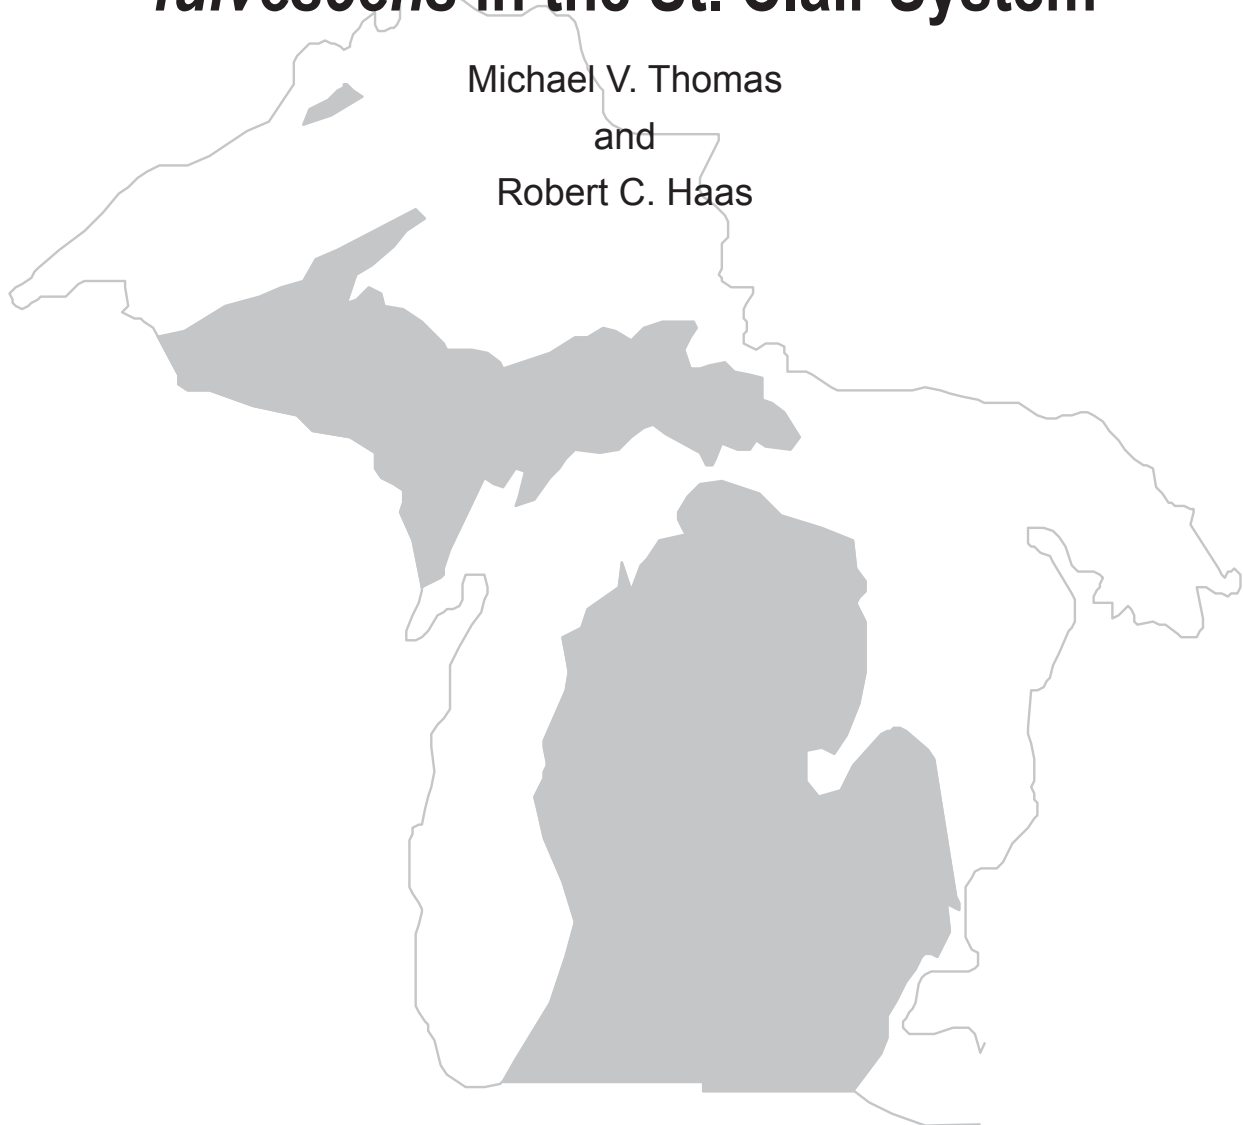 fulvescens in the St. Clair System
Michael V. Thomas
and
Robert C. Haas